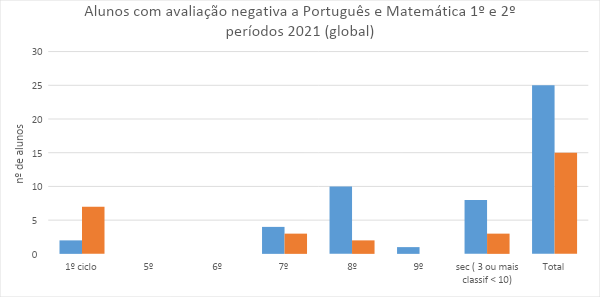 Alunos com avaliação negativa a Português e Matemática 1º e 2º
períodos 2021 (global)
30
25
20
15
10
5
0
nº de alunos
1º ciclo 5º 6º 7º 8º 9º sec ( 3 ou mais Total
classif < 10)